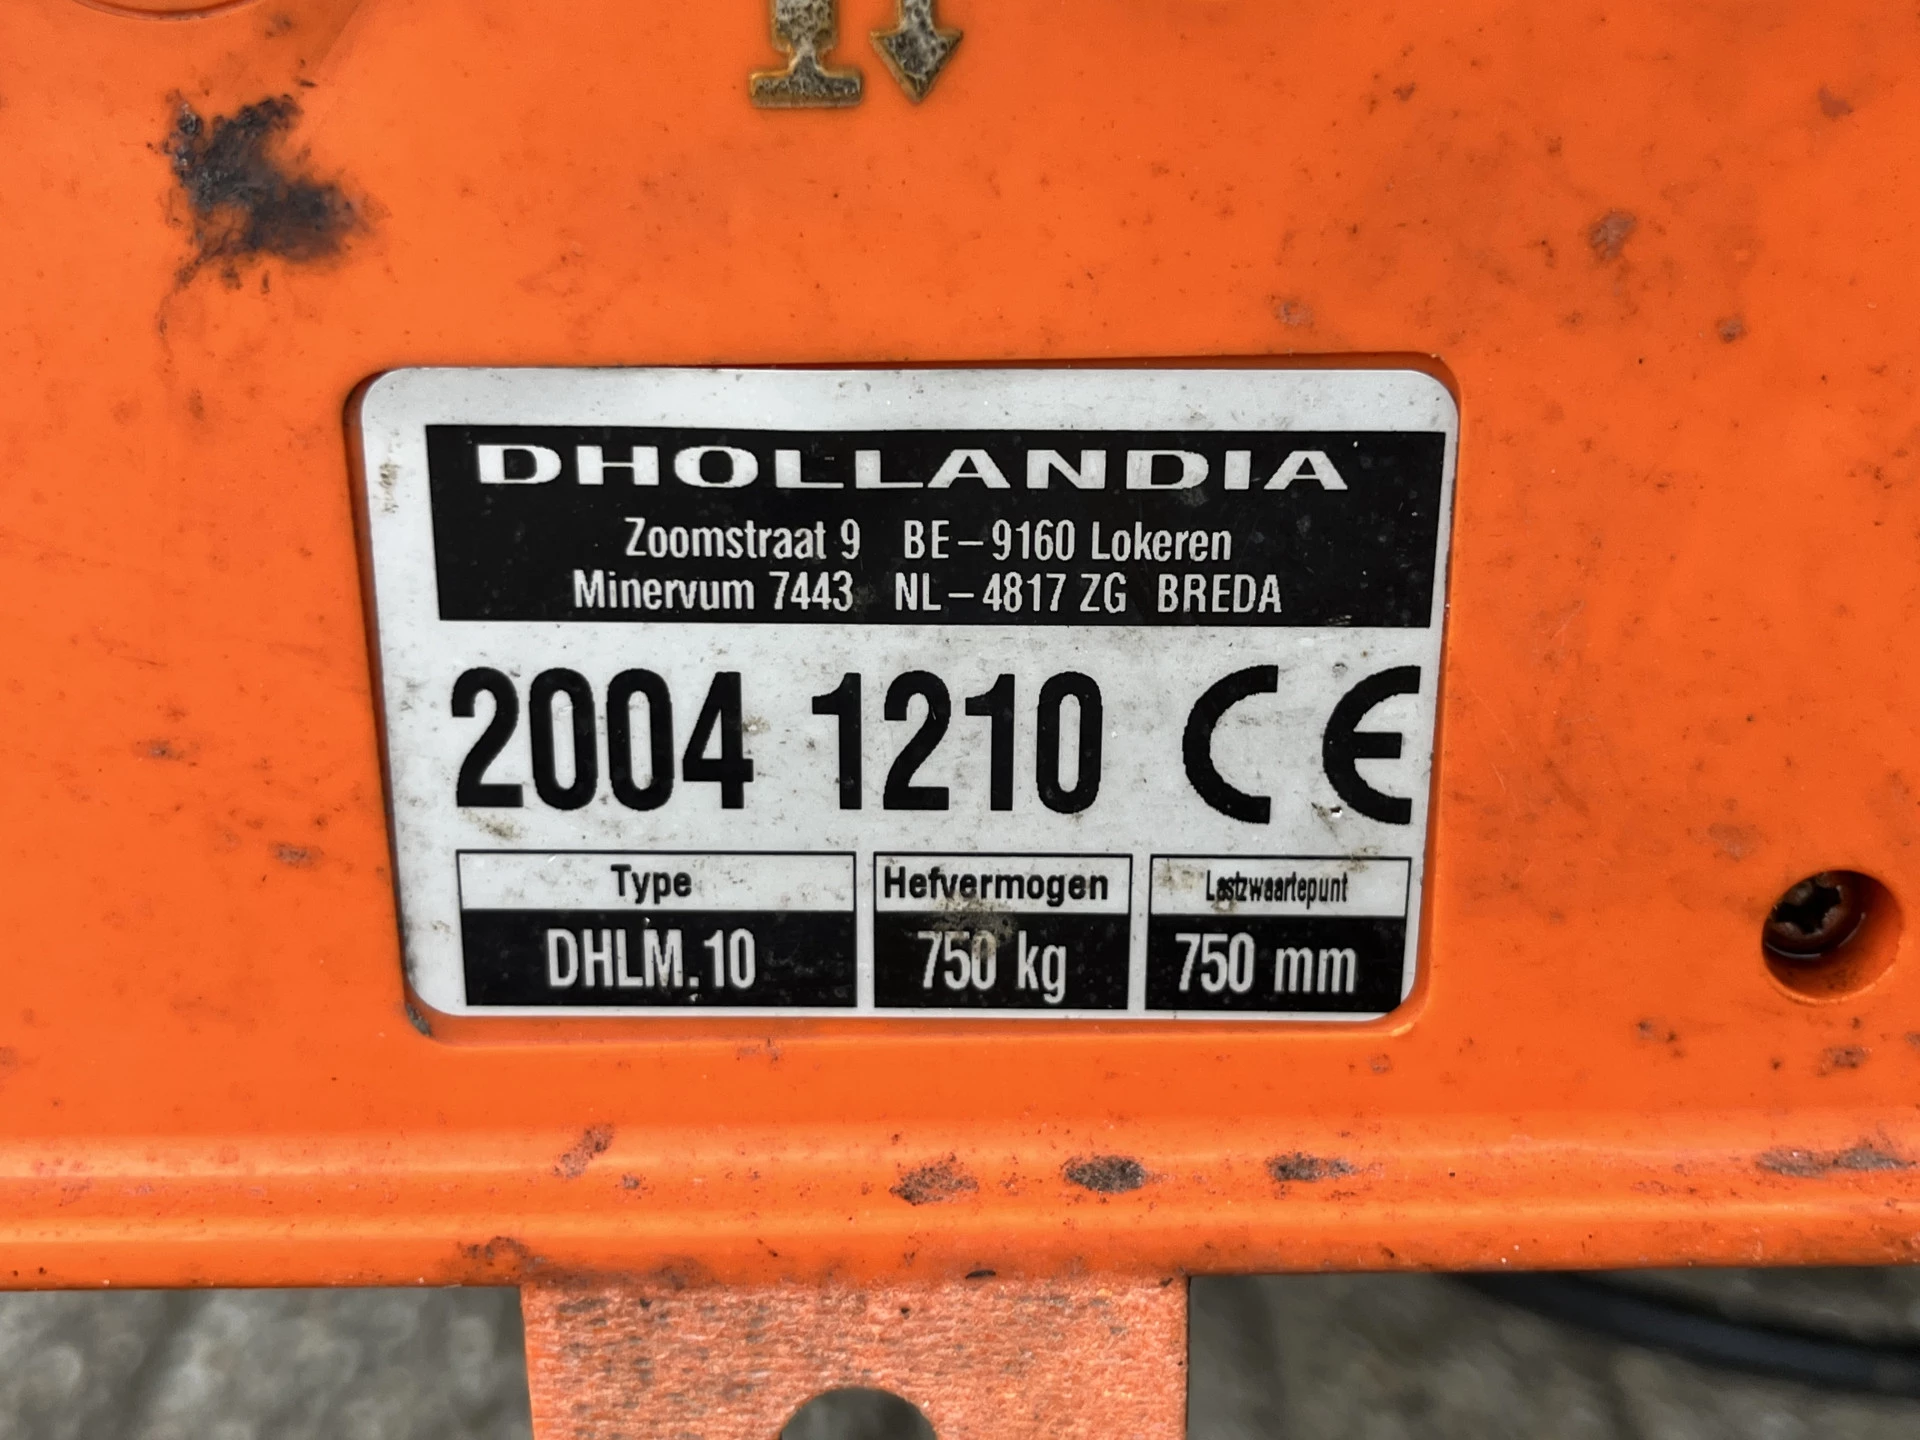 DHOLLANDIA
Zoomstraat 9 BE–9160 Lokeren
Minervum 7443 NL–4817 ZG BREDA
2004 1210 CE
Type Hefvermogen Lastzwaartepunt
DHLM.10 750 kg 750 mm